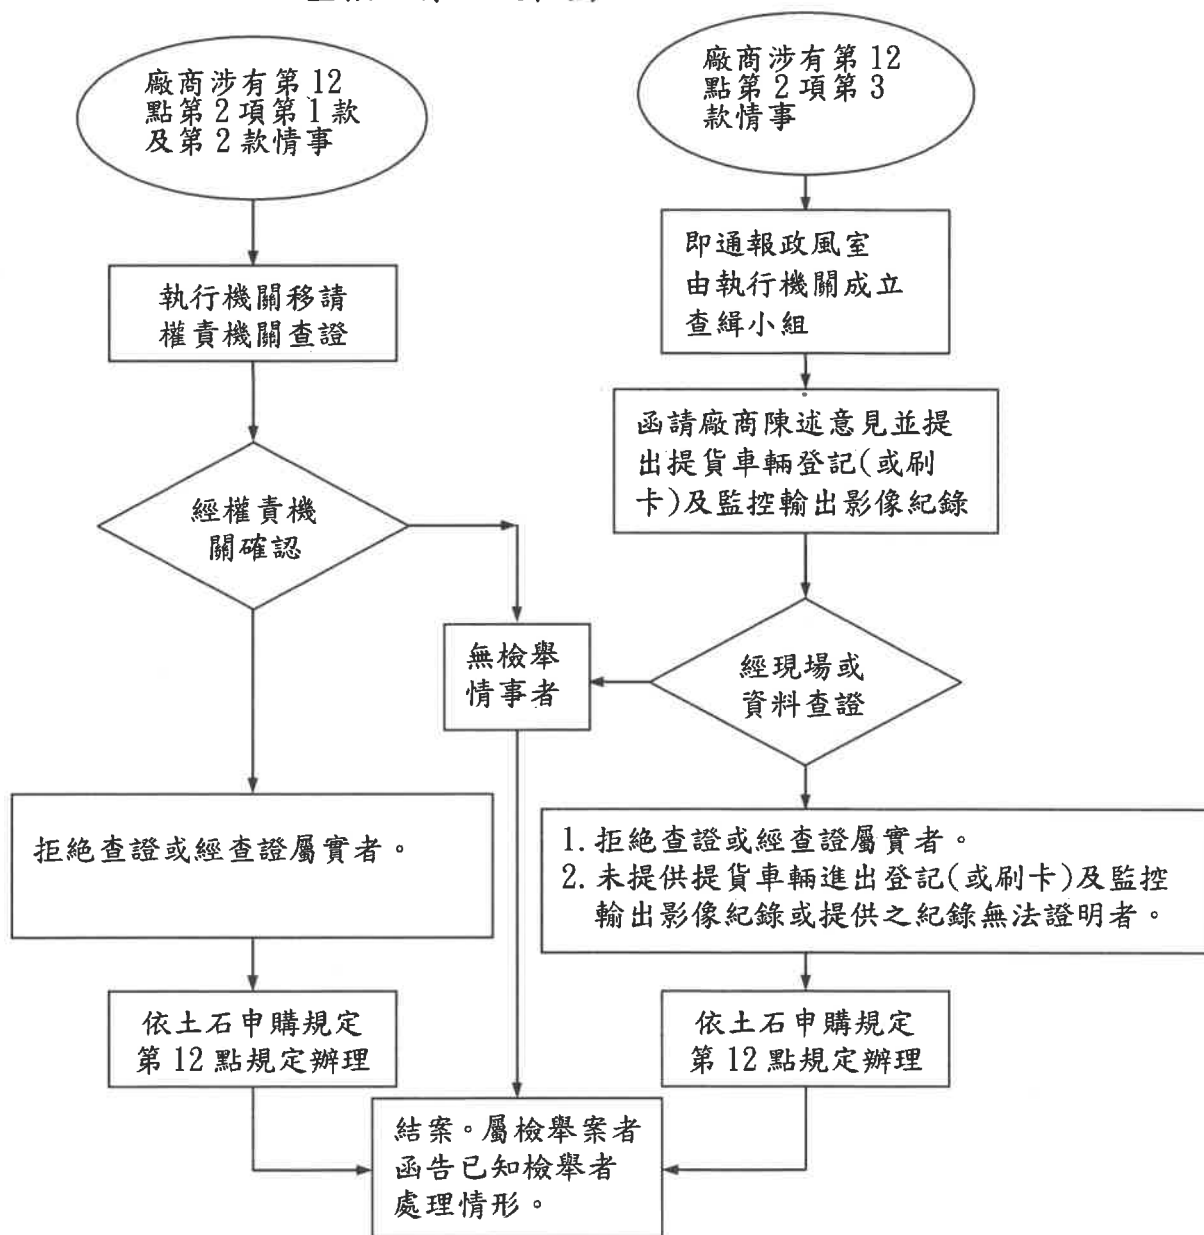 廠商涉有第12
點第2項第1款
及第2款情事
執行機關移請
權責機關查證
經權責機
關確認
拒絶查證或經查證屬實者。
依土石申購規定
第12點規定辦理
廠商涉有第12
點第2項第3
款情事
即通報政風室
由執行機關成立
查緝小組
函請廠商陳述意見並提
出提貨車輛登記(或刷
卡)及監控輸出影像紀錄
經現場或
資料查證
無檢舉
情事者
1.拒絶查證或經查證屬實者。
2.未提供提貨車輛進出登記(或刷卡)及監控
輸出影像紀錄或提供之紀錄無法證明者。
依土石申購規定
第12點規定辦理
結案。屬檢舉案者
函告已知檢舉者
處理情形。